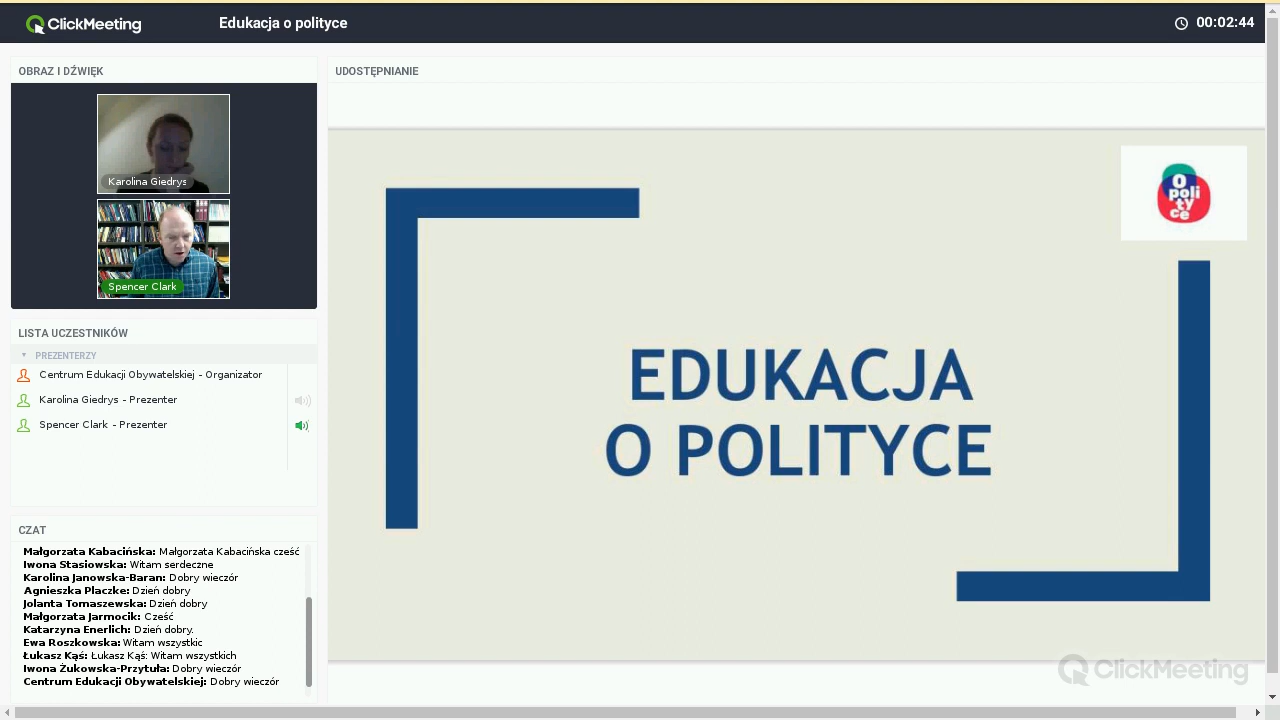 ClickMeeting
Edukacja o polityce
00:02:44
OBRAZ I DŹWIĘK
Karolina Giedrys
Spencer Clark
LISTA UCZESTNIKÓW
PREZENTERZY
Centrum Edukacji Obywatelskiej - Organizator
Karolina Giedrys - Prezenter
Spencer Clark - Prezenter
CZAT
Małgorzata Kabacińska: Małgorzata Kabacińska cześć
Iwona Stasiowska: Witam serdeczne
Karolina Janowska-Baran: Dobry wieczór
Agnieszka Placzke: Dzień dobry
Jolanta Tomaszewska: Dzień dobry
Małgorzata Jarmocik: Cześć
Katarzyna Enerlich: Dzień dobry.
Ewa Roszkowska: Witam wszystkic
Łukasz Kąś: Łukasz Kąś: Witam wszystkich
Iwona Żukowska-Przytuła: Dobry wieczór
Centrum Edukacji Obywatelskiej: Dobry wieczór
UDOSTĘPNIANIE
O
poli
ty
ce
EDUKACJA
O POLITYCE
ClickMeeting